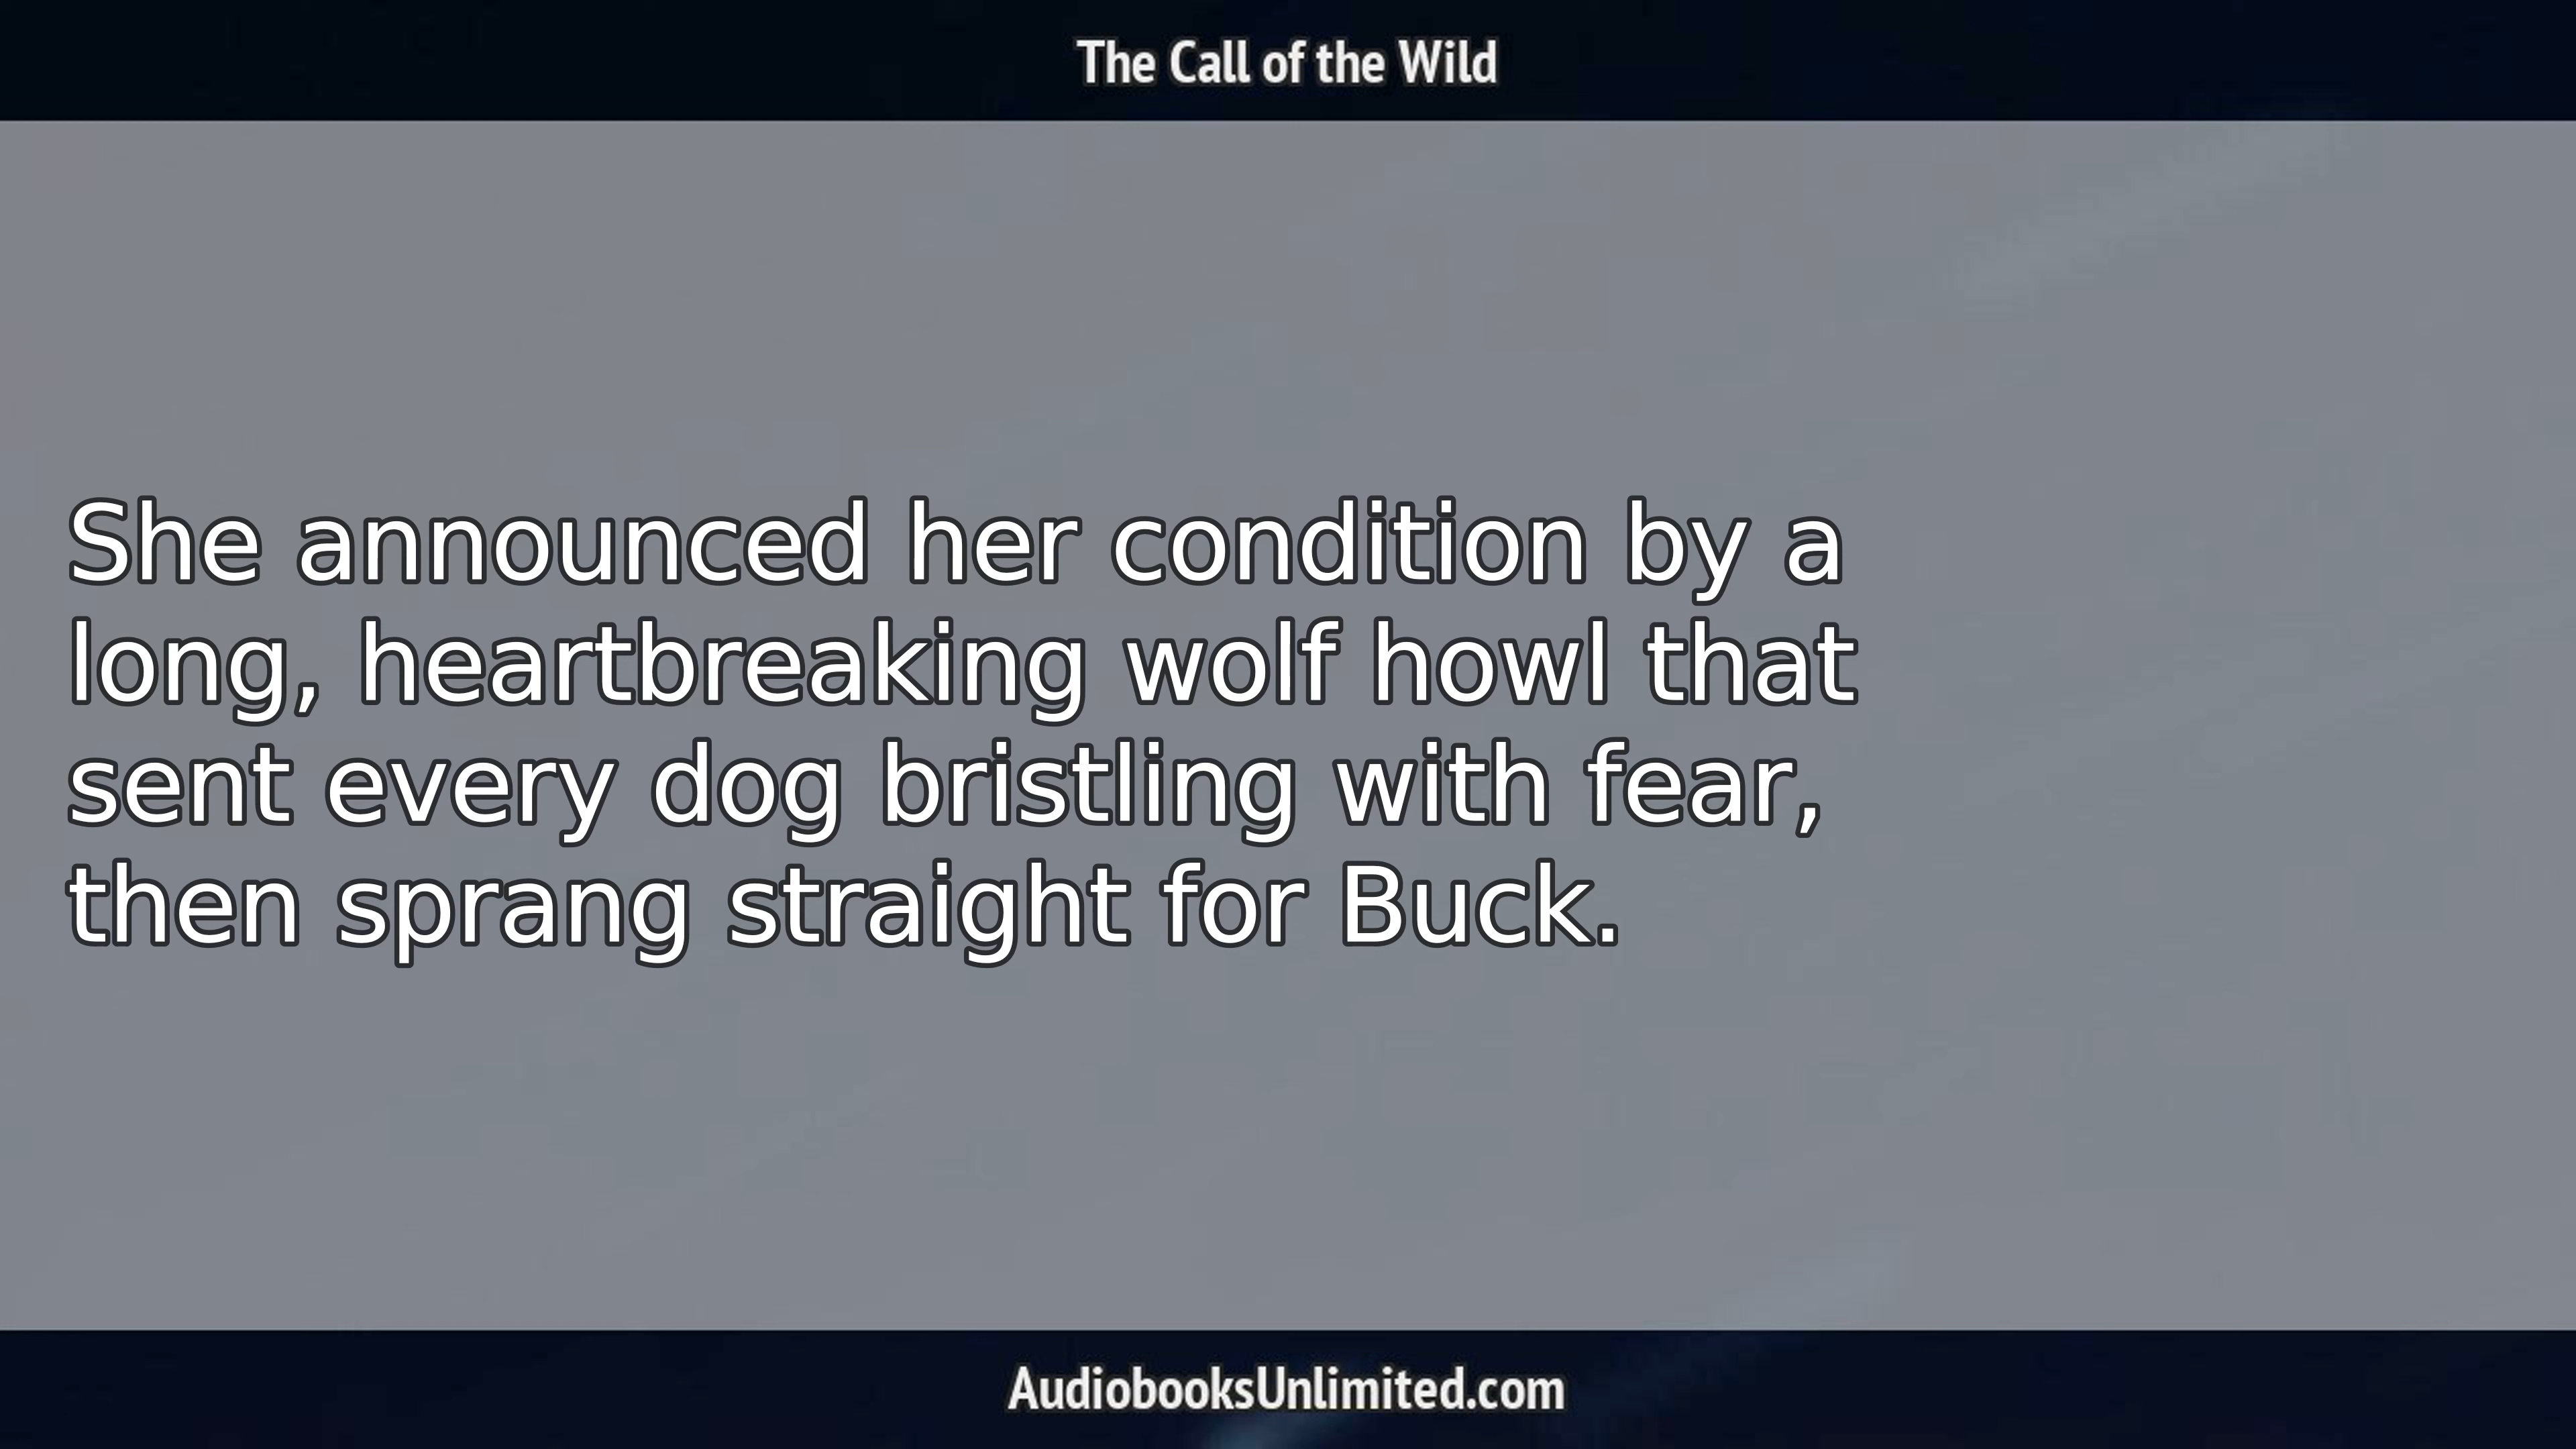 The Call of the Wild
She announced her condition by a
long, heartbreaking wolf howl that
sent every dog bristling with fear,
then sprang straight for Buck.
AudiobooksUnlimited.com